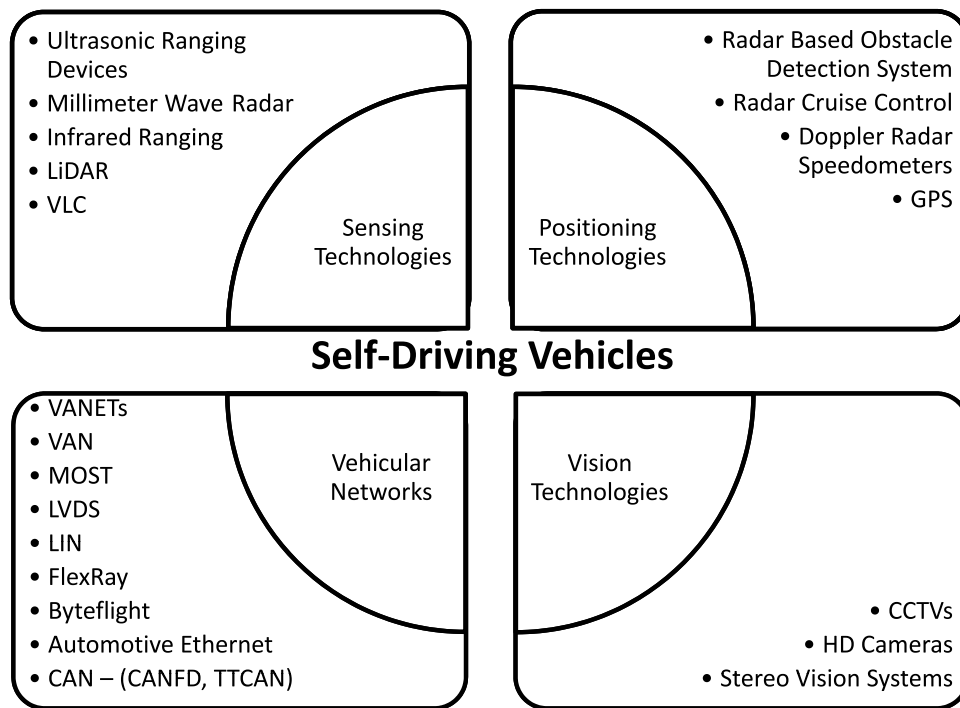 • Ultrasonic Ranging
Devices
• Millimeter Wave Radar
• Infrared Ranging
• LiDAR
• VLC
Sensing
Technologies
• Radar Based Obstacle
Detection System
• Radar Cruise Control
• Doppler Radar
Speedometers
• GPS
Positioning
Technologies
Self-Driving Vehicles
• VANETs
• VAN
• MOST
• LVDS
• LIN
• FlexRay
• Byteflight
• Automotive Ethernet
• CAN – (CANFD, TTCAN)
Vehicular
Networks
Vision
Technologies
• CCTVs
• HD Cameras
• Stereo Vision Systems